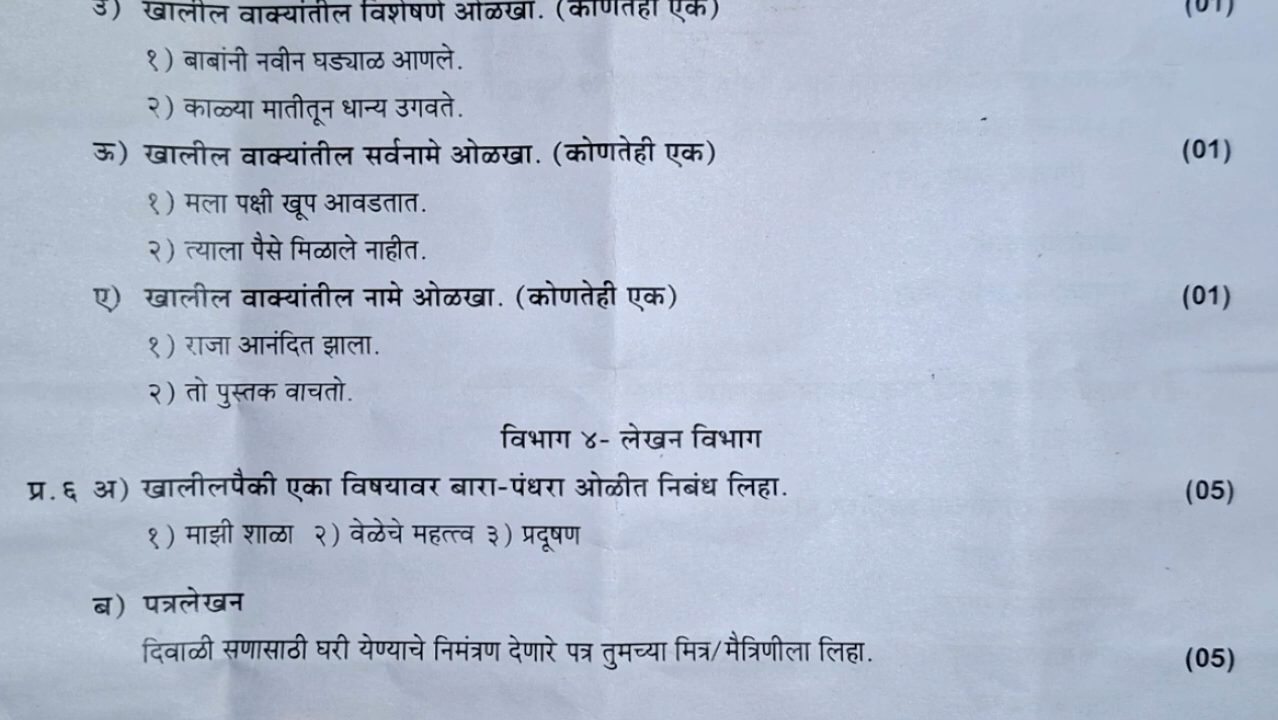 उ) खालील वाक्यांतील विशेषणे ओळखा. (कोणतेही एक) (01)
१) बाबांनी नवीन घड्याळ आणले.
२) काळ्या मातीतून धान्य उगवते.
ऊ) खालील वाक्यांतील सर्वनामे ओळखा. (कोणतेही एक) (01)
१) मला पक्षी खूप आवडतात.
२) त्याला पैसे मिळाले नाहीत.
ए) खालील वाक्यांतील नामे ओळखा. (कोणतेही एक) (01)
१) राजा आनंदित झाला.
२) तो पुस्तक वाचतो.
विभाग ४- लेखन विभाग
प्र.६ अ) खालीलपैकी एका विषयावर बारा-पंधरा ओळीत निबंध लिहा. (05)
१) माझी शाळा २) वेळेचे महत्त्व ३) प्रदूषण
ब) पत्रलेखन
दिवाळी सणासाठी घरी येण्याचे निमंत्रण देणारे पत्र तुमच्या मित्र/मैत्रिणीला लिहा. (05)